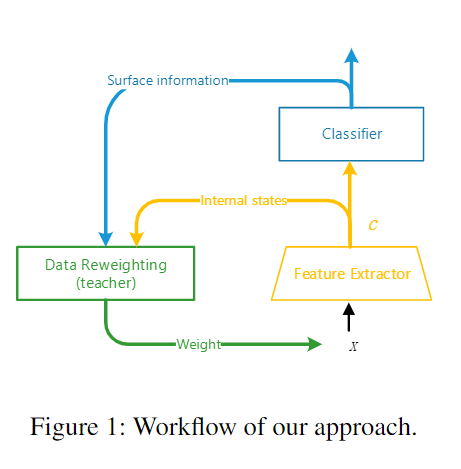 Surface information
Classifier
Internal states
C
Data Reweighting
(teacher)
Feature Extractor
Weight
x
Figure 1: Workflow of our approach.